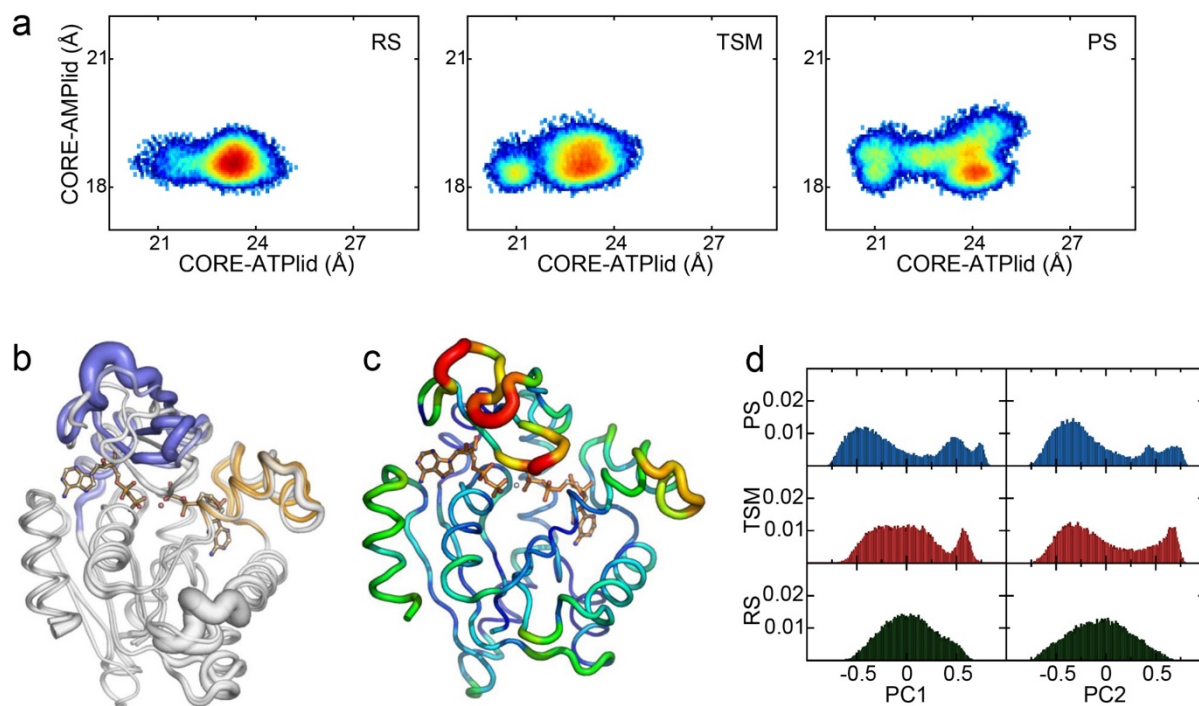 a
RS
TSM
PS
CORE-AMPlid (Å)
21
18
21
18
21
18
21 24 27
21 24 27
21 24 27
CORE-ATPlid (Å)
CORE-ATPlid (Å)
CORE-ATPlid (Å)
b
c
d
PS
0.02
0.01
TSM
0.02
0.01
RS
0.02
0.01
-0.5 0 0.5
-0.5 0 0.5
PC1
PC2